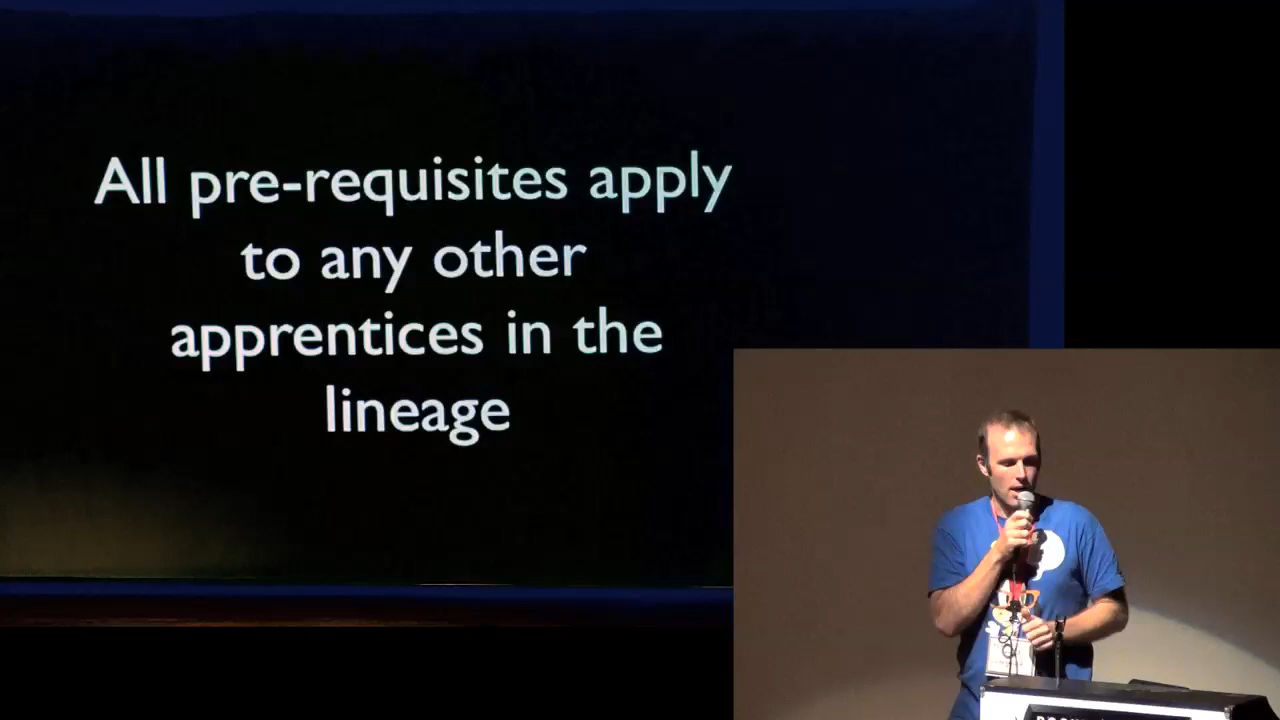 All pre-requisites apply
to any other
apprentices in the
lineage